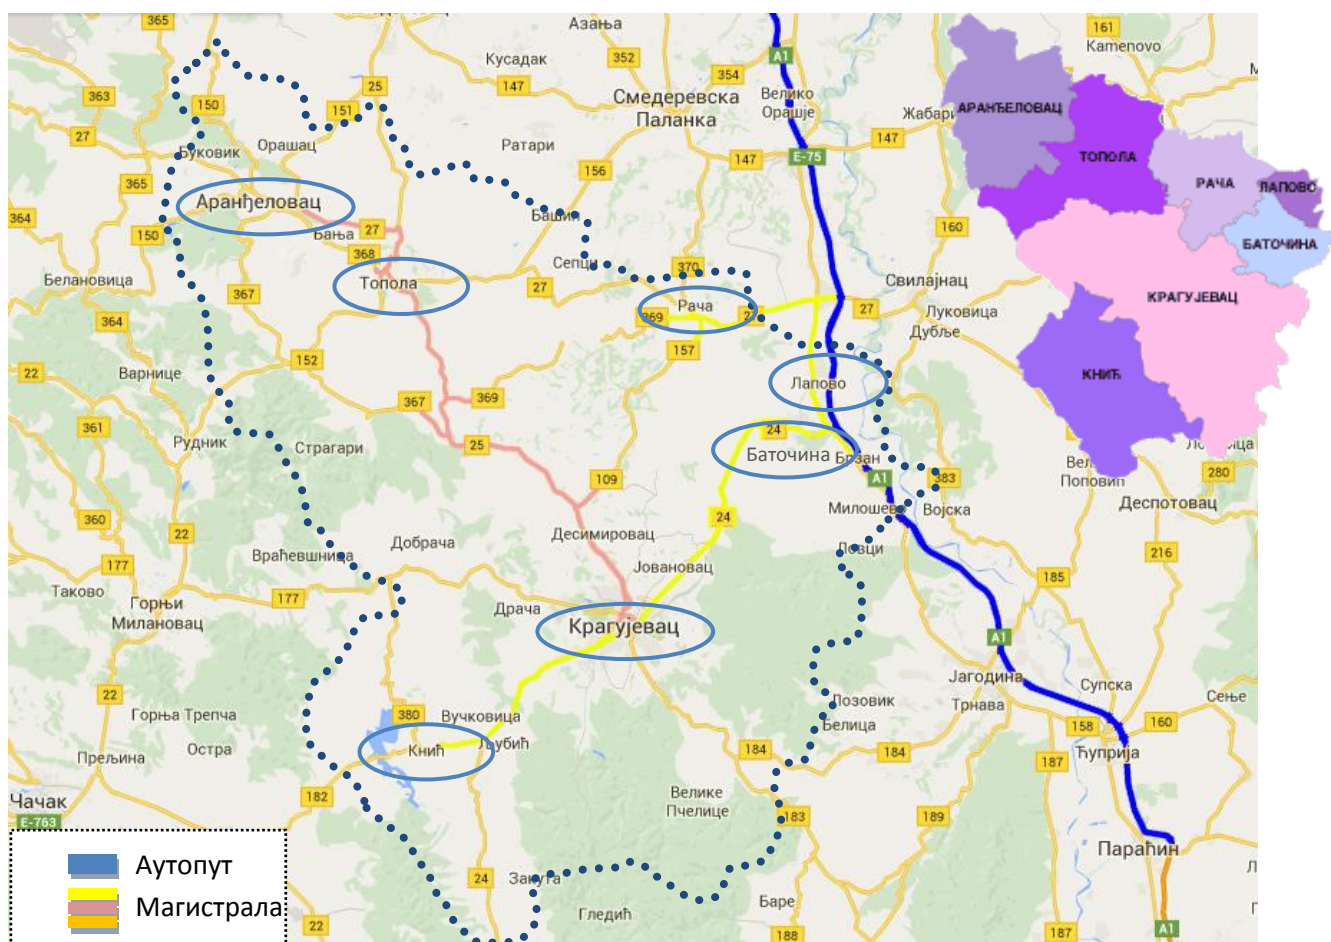 365
Азања
161
Kamenovo
Кусадак
352
A1
354
25
147
363
150
151
Смедеревска
Паланка
Велико
Орашје
Жабари
АРАНЂЕЛОВАЦ
27
Орашац
Буковик
Ратари
147
E-75
147
ТОПОЛА
365
156
РАЧА
ЛАПОВО
Аранђеловац
364
150
27
160
БАТОЧИНА
Бања
368
Башин
Сепци
370
Белановица
367
Топола
27
Свилајнац
Рача
369
27
27
Луковица
Дубље
КРАГУЈЕВАЦ
364
152
157
22
Варнице
Лапово
КНИЋ
367
369
361
Рудник
Страгари
25
24
Баточина
Брзан
109
A1
383
280
Деспотовац
360
22
24
Милошево
Војска
Десимировац
Добрача
Враћевшница
Јовановац
Ловци
216
177
Таково
177
Горњи
Милановац
Драча
Крагујевац
185
A1
Јагодина
22
Супска
Сење
Трнава
Лозовик
Белица
Горња Трепча
380
Вучковица
158
160
Прељина
Остра
Кнић
Љубић
184
184
187
Ћуприја
182
Чачак
E-763
Велике
Пчелице
183
189
Параћин
Аутопут
24
Закута
Магистрала
Баре
Гледић
22
188
187
A1